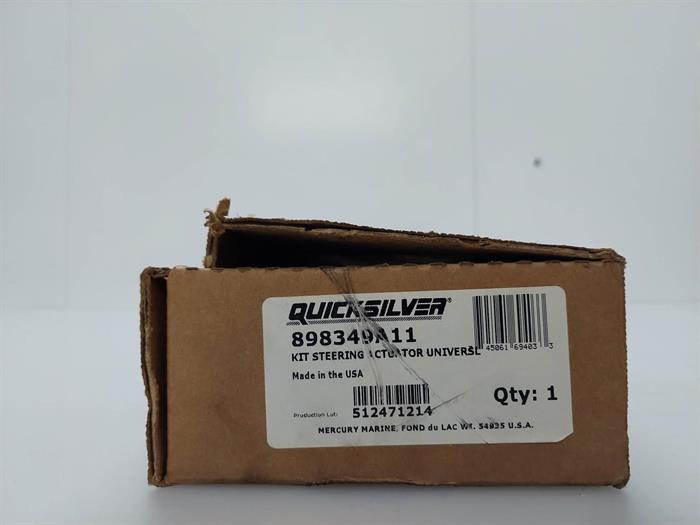 QUICKSILVER®
898349A11
KIT STEERING ACTUATOR UNIVERSL
Made in the USA
45061 69403 3
Qty: 1
Production Lot: 512471214
MERCURY MARINE, FOND du LAC WI. 54935 U.S.A.